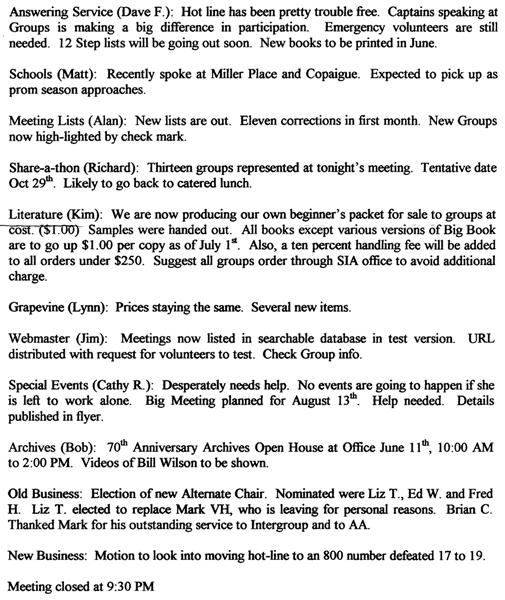 Answering Service (Dave F.): Hot line has been pretty trouble free. Captains speaking at
Groups is making a big difference in participation. Emergency volunteers are still
needed. 12 Step lists will be going out soon. New books to be printed in June.
Schools (Matt): Recently spoke at Miller Place and Copaigue. Expected to pick up as
prom season approaches.
Meeting Lists (Alan): New lists are out. Eleven corrections in first month. New Groups
now high-lighted by check mark.
Share-a-thon (Richard): Thirteen groups represented at tonight's meeting. Tentative date
Oct 29th. Likely to go back to catered lunch.
Literature (Kim): We are now producing our own beginner's packet for sale to groups at
cost. ($1.00) Samples were handed out. All books except various versions of Big Book
are to go up $1.00 per copy as of July 1st. Also, a ten percent handling fee will be added
to all orders under $250. Suggest all groups order through SIA office to avoid additional
charge.
Grapevine (Lynn): Prices staying the same. Several new items.
Webmaster (Jim): Meetings now listed in searchable database in test version. URL
distributed with request for volunteers to test. Check Group info.
Special Events (Cathy R.): Desperately needs help. No events are going to happen if she
is left to work alone. Big Meeting planned for August 13th. Help needed. Details
published in flyer.
Archives (Bob): 70th Anniversary Archives Open House at Office June 11th, 10:00 AM
to 2:00 PM. Videos of Bill Wilson to be shown.
Old Business: Election of new Alternate Chair. Nominated were Liz T., Ed W. and Fred
H. Liz T. elected to replace Mark VH, who is leaving for personal reasons. Brian C.
Thanked Mark for his outstanding service to Intergroup and to AA.
New Business: Motion to look into moving hot-line to an 800 number defeated 17 to 19.
Meeting closed at 9:30 PM